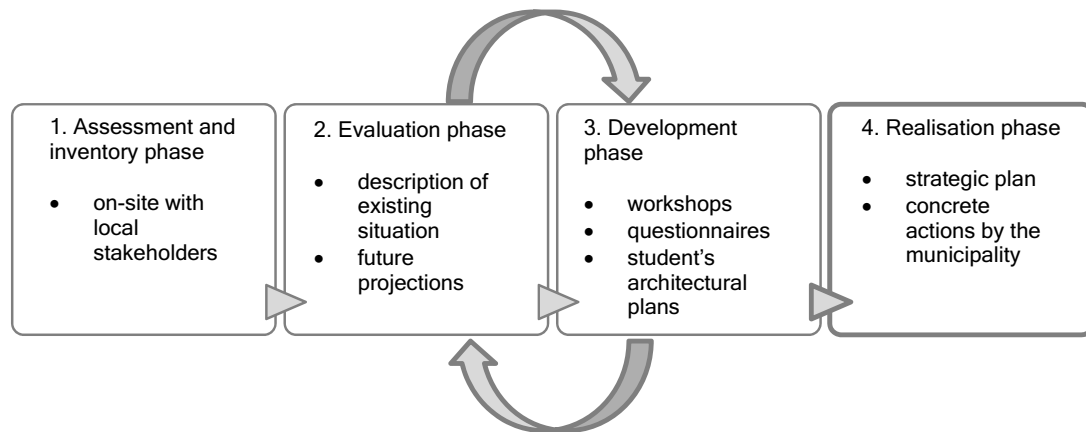 1. Assessment and
inventory phase
• on-site with
local
stakeholders
2. Evaluation phase
• description of
existing
situation
• future
projections
3. Development
phase
• workshops
• questionnaires
• student’s
architectural
plans
4. Realisation phase
• strategic plan
• concrete
actions by the
municipality